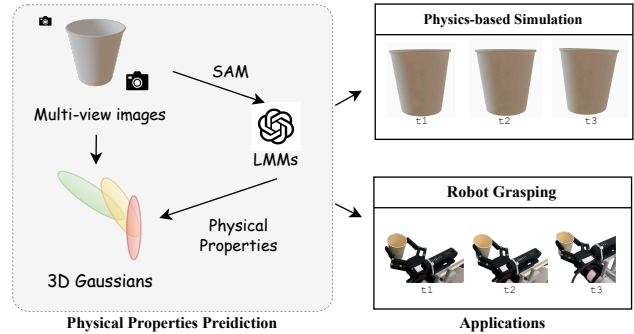 SAM
Multi-view images
LMMs
Physical
Properties
3D Gaussians
Physical Properties Preidiction
Physics-based Simulation
t1 t2 t3
Robot Grasping
t1 t2 t3
Applications